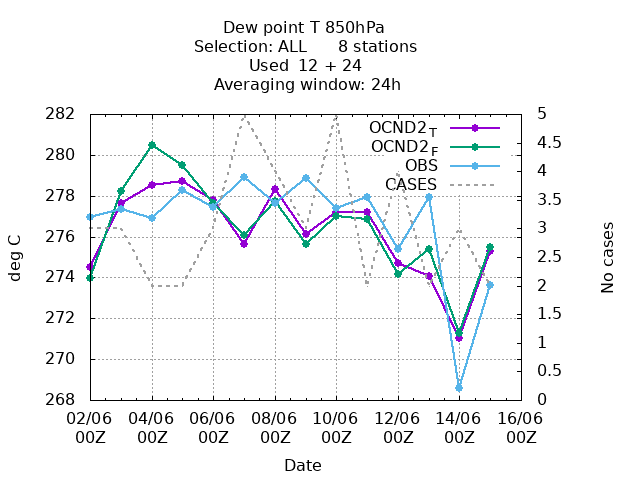 Dew point T 850hPa
Selection: ALL      8 stations
Used  12 + 24
Averaging window: 24h
282
280
278
276
274
272
270
268
deg C
5
4.5
4
3.5
3
2.5
2
1.5
1
0.5
0
No cases
OCND2T
OCND2F
OBS
CASES
02/06 04/06 06/06 08/06 10/06 12/06 14/06 16/06
00Z 00Z 00Z 00Z 00Z 00Z 00Z 00Z
Date